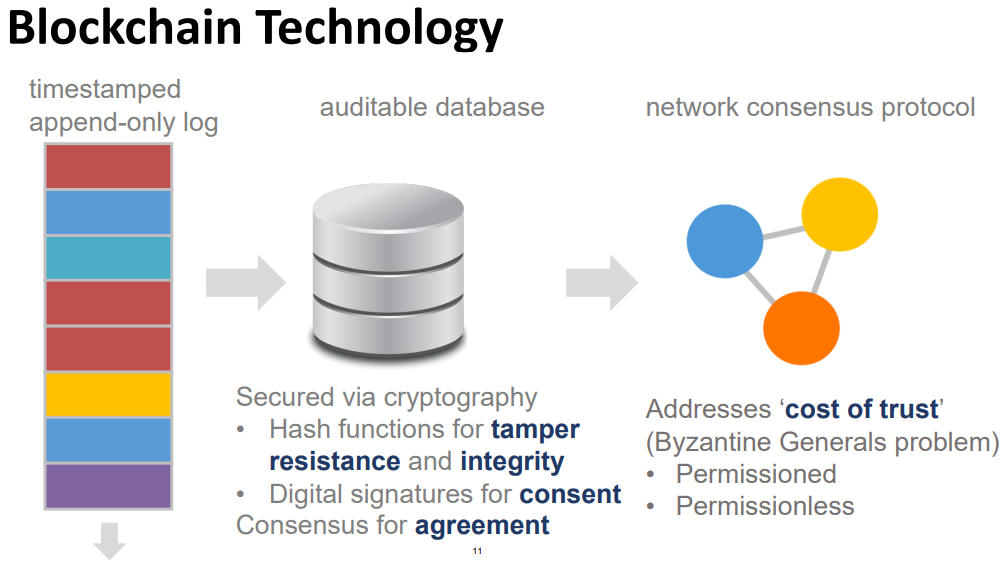 Blockchain Technology
timestamped
append-only log
auditable database
network consensus protocol
Secured via cryptography
• Hash functions for tamper
resistance and integrity
• Digital signatures for consent
Consensus for agreement
Addresses ‘cost of trust’
(Byzantine Generals problem)
• Permissioned
• Permissionless
11